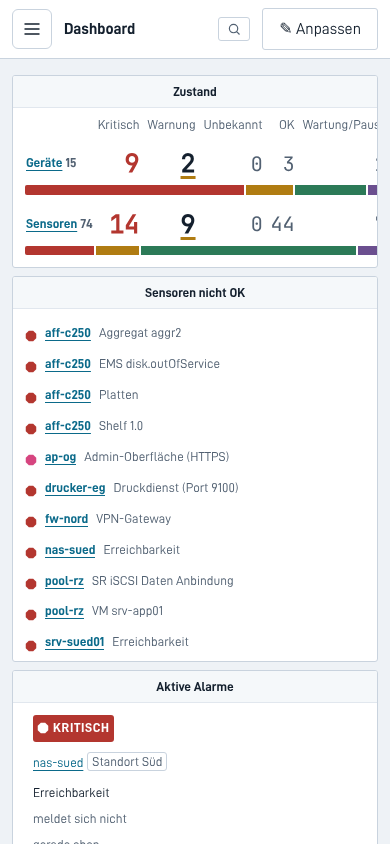 Dashboard
✎ Anpassen
Zustand
Kritisch Warnung Unbekannt OK Wartung/Paus
Geräte 15 9 2 0 3
Sensoren 74 14 9 0 44
Sensoren nicht OK
aff-c250 Aggregat aggr2
aff-c250 EMS disk.outOfService
aff-c250 Platten
aff-c250 Shelf 1.0
ap-og Admin-Oberfläche (HTTPS)
drucker-eg Druckdienst (Port 9100)
fw-nord VPN-Gateway
nas-sued Erreichbarkeit
pool-rz SR iSCSI Daten Anbindung
pool-rz VM srv-app01
srv-sued01 Erreichbarkeit
Aktive Alarme
KRITISCH
nas-sued Standort Süd
Erreichbarkeit
meldet sich nicht
gerade eben